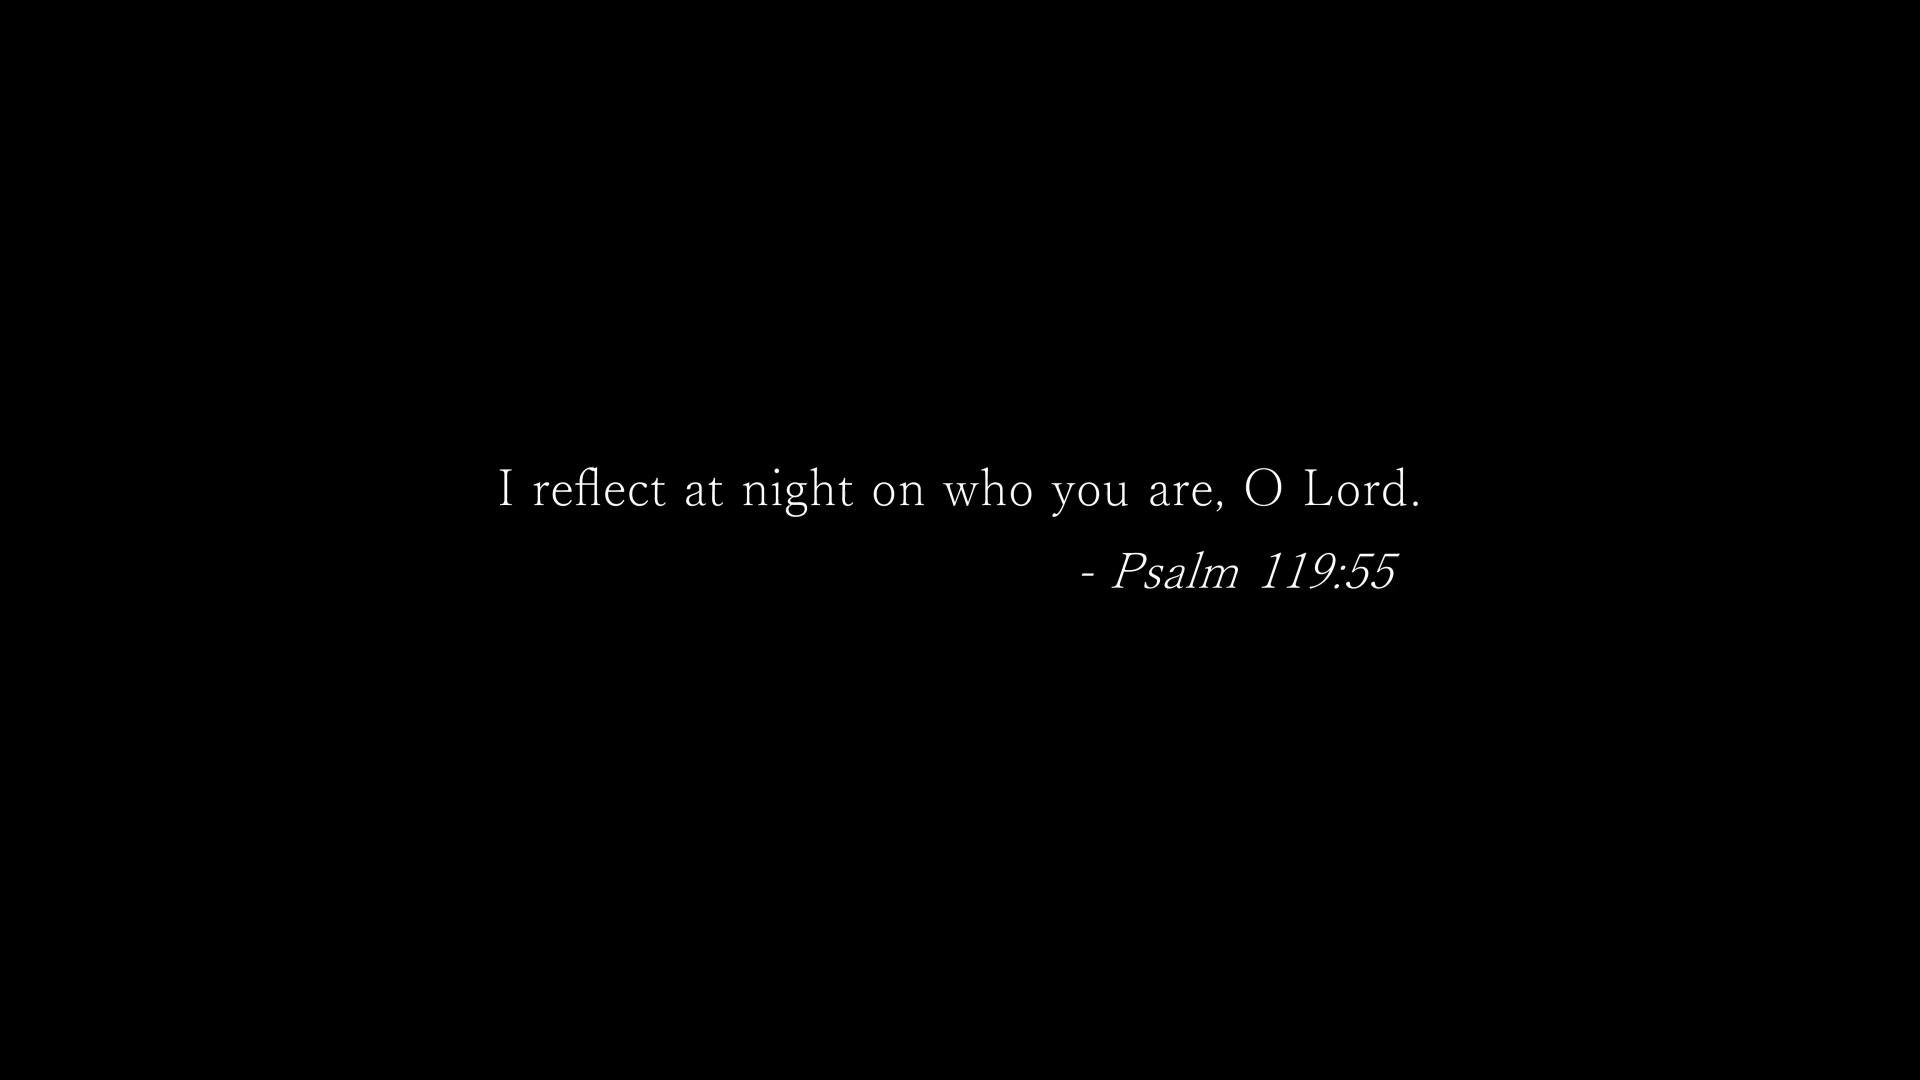 I reflect at night on who you are, O Lord.
- Psalm 119:55